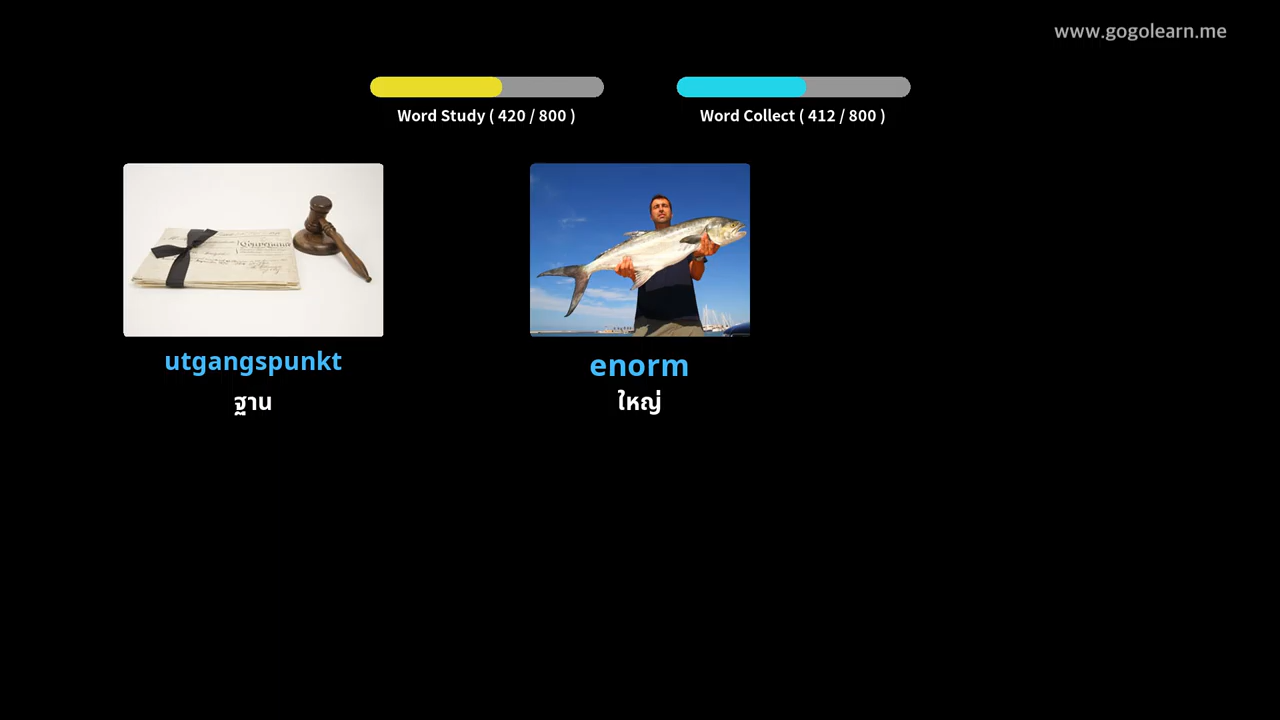 www.gogolearn.me
Word Study ( 420 / 800 )
Word Collect ( 412 / 800 )
utgangspunkt
ฐาน
enorm
ใหญ่